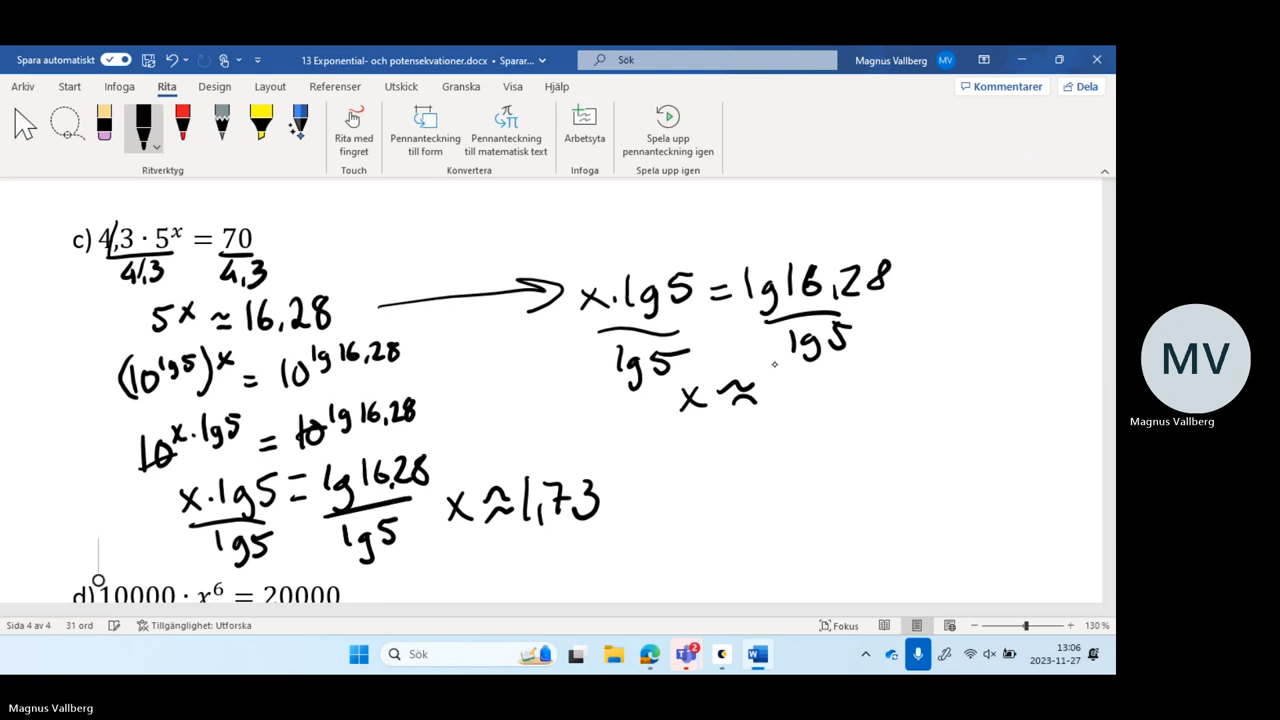 Spara automatiskt
13 Exponential- och potensekvationer.docx • Sparar...
Sök
Magnus Vallberg MV
Arkiv Start Infoga Rita Design Layout Referenser Utskick Granska Visa Hjälp
Kommentarer Dela
Rita med fingret
Pennanteckning till form
Pennanteckning till matematisk text
Arbetsyta
Spela upp pennanteckning igen
Ritverktyg Touch Konvertera Infoga Spela upp igen
c) 4,3 · 5^x = 70
4,3 4,3
5^x ≈ 16,28
(10^lg5)^x = 10^lg16,28
10^x·lg5 = 10^lg16,28
x·lg5 = lg16,28
lg5 lg5
x ≈ 1,73
x·lg5 = lg16,28
lg5 lg5
x ≈
d) 10000 · x^6 = 20000
MV
Magnus Vallberg
Sida 4 av 4 31 ord Tillgänglighet: Utforska Fokus 130 %
Sök
2
13:06
2023-11-27
Magnus Vallberg